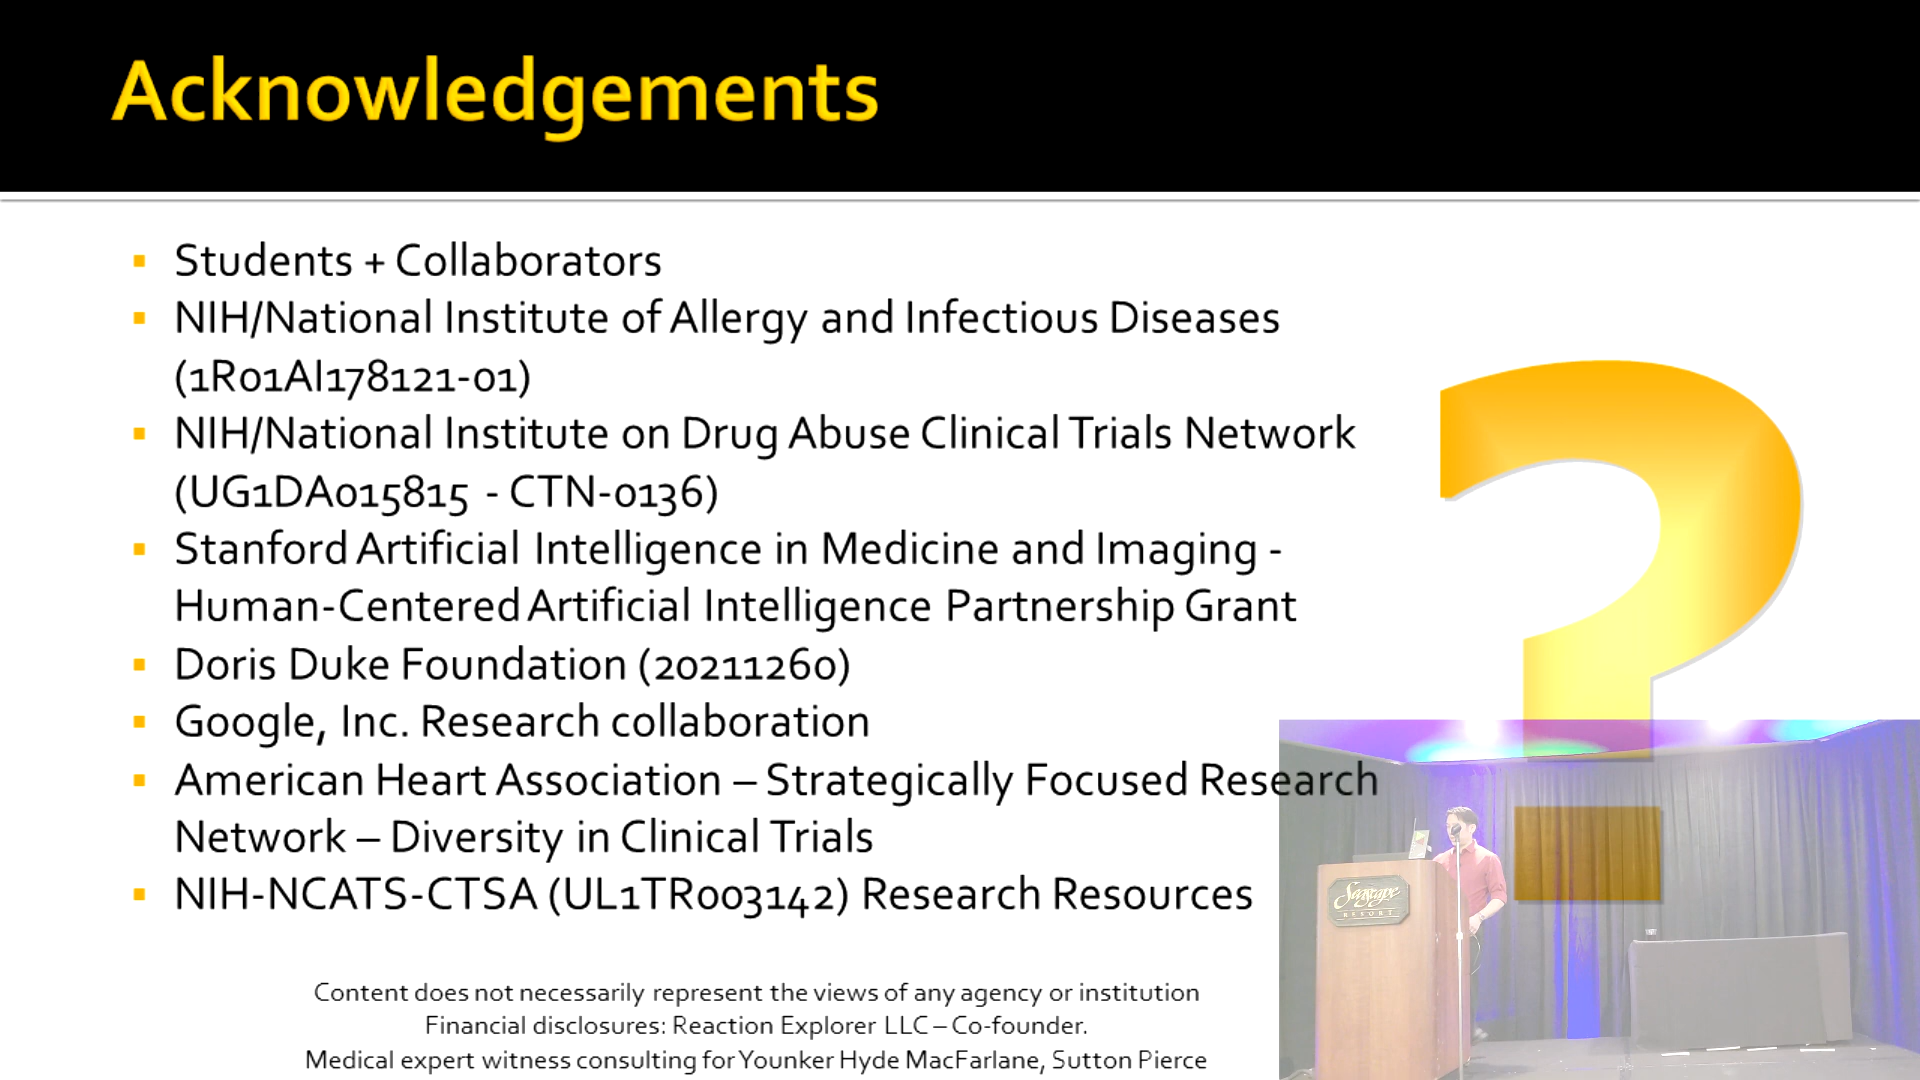 Acknowledgements
Students + Collaborators
NIH/National Institute of Allergy and Infectious Diseases
(1R01AI178121-01)
NIH/National Institute on Drug Abuse Clinical Trials Network
(UG1DA015815 - CTN-0136)
Stanford Artificial Intelligence in Medicine and Imaging -
Human-Centered Artificial Intelligence Partnership Grant
Doris Duke Foundation (20211260)
Google, Inc. Research collaboration
American Heart Association – Strategically Focused Research
Network – Diversity in Clinical Trials
NIH-NCATS-CTSA (UL1TR003142) Research Resources
?
Content does not necessarily represent the views of any agency or institution
Financial disclosures: Reaction Explorer LLC – Co-founder.
Medical expert witness consulting for Younker Hyde MacFarlane, Sutton Pierce
Seascape
RESORT